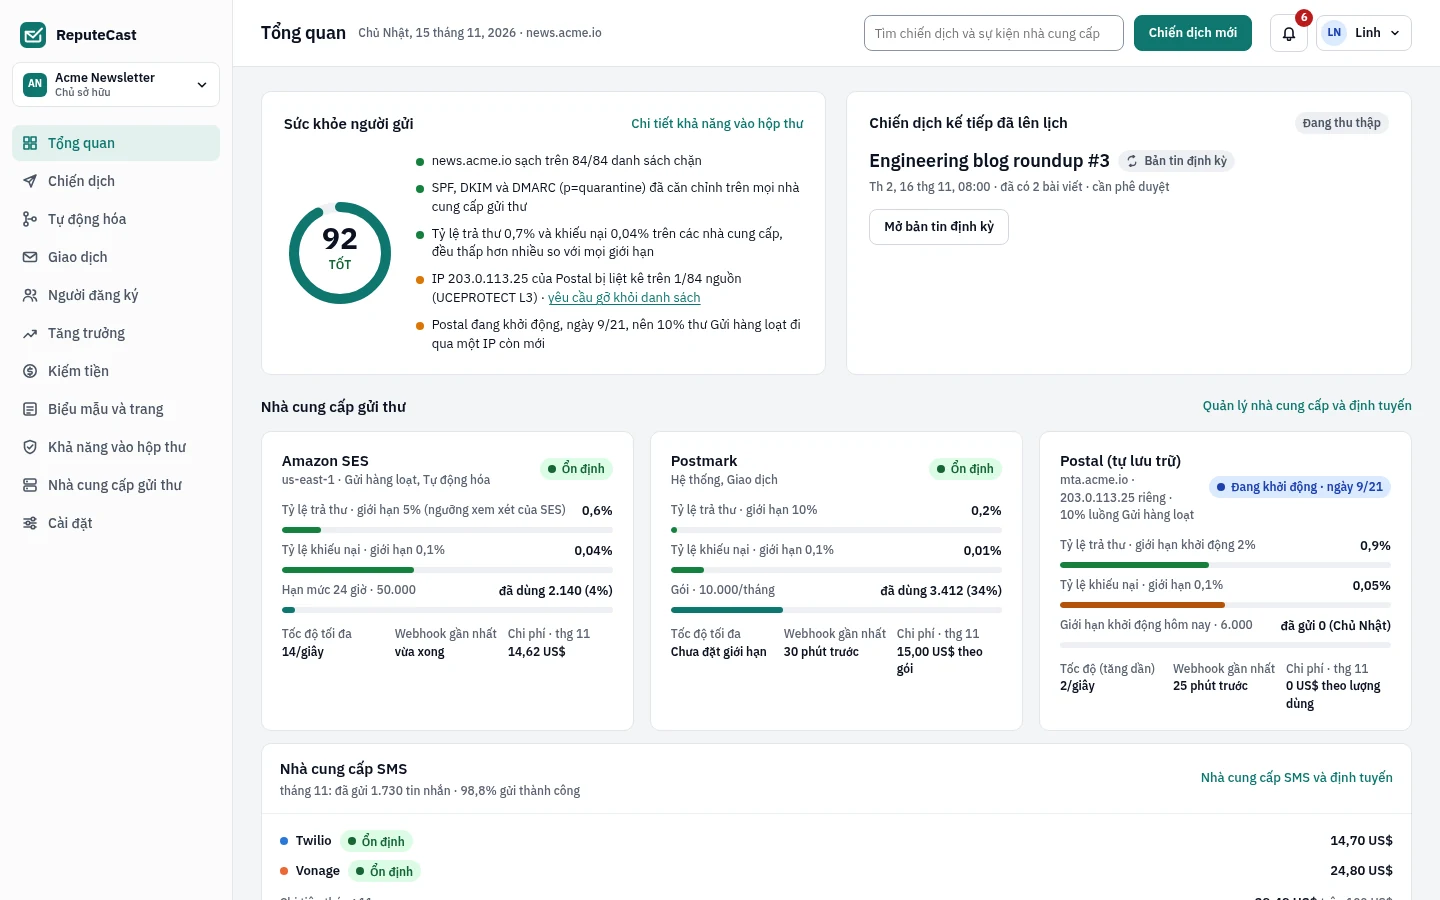 ReputeCast
AN
Acme Newsletter
Chủ sở hữu
Tổng quan
Chiến dịch
Tự động hóa
Giao dịch
Người đăng ký
Tăng trưởng
Kiếm tiền
Biểu mẫu và trang
Khả năng vào hộp thư
Nhà cung cấp gửi thư
Cài đặt
Tổng quan
Chủ Nhật, 15 tháng 11, 2026 · news.acme.io
Tìm chiến dịch và sự kiện nhà cung cấp
Chiến dịch mới
6
LN
Linh
Sức khỏe người gửi
Chi tiết khả năng vào hộp thư
92
TỐT
news.acme.io sạch trên 84/84 danh sách chặn
SPF, DKIM và DMARC (p=quarantine) đã căn chỉnh trên mọi nhà
cung cấp gửi thư
Tỷ lệ trả thư 0,7% và khiếu nại 0,04% trên các nhà cung cấp,
đều thấp hơn nhiều so với mọi giới hạn
IP 203.0.113.25 của Postal bị liệt kê trên 1/84 nguồn
(UCEPROTECT L3) · yêu cầu gỡ khỏi danh sách
Postal đang khởi động, ngày 9/21, nên 10% thư Gửi hàng loạt đi
qua một IP còn mới
Chiến dịch kế tiếp đã lên lịch
Đang thu thập
Engineering blog roundup #3
Bản tin định kỳ
Th 2, 16 thg 11, 08:00 · đã có 2 bài viết · cần phê duyệt
Mở bản tin định kỳ
Nhà cung cấp gửi thư
Quản lý nhà cung cấp và định tuyến
Amazon SES
us-east-1 · Gửi hàng loạt, Tự động hóa
Ổn định
Tỷ lệ trả thư · giới hạn 5% (ngưỡng xem xét của SES)
0,6%
Tỷ lệ khiếu nại · giới hạn 0,1%
0,04%
Hạn mức 24 giờ · 50.000
đã dùng 2.140 (4%)
Tốc độ tối đa
14/giây
Webhook gần nhất
vừa xong
Chi phí · thg 11
14,62 US$
Postmark
Hệ thống, Giao dịch
Ổn định
Tỷ lệ trả thư · giới hạn 10%
0,2%
Tỷ lệ khiếu nại · giới hạn 0,1%
0,01%
Gói · 10.000/tháng
đã dùng 3.412 (34%)
Tốc độ tối đa
Chưa đặt giới hạn
Webhook gần nhất
30 phút trước
Chi phí · thg 11
15,00 US$ theo
gói
Postal (tự lưu trữ)
mta.acme.io ·
203.0.113.25 riêng ·
10% luồng Gửi hàng loạt
Đang khởi động · ngày 9/21
Tỷ lệ trả thư · giới hạn khởi động 2%
0,9%
Tỷ lệ khiếu nại · giới hạn 0,1%
0,05%
Giới hạn khởi động hôm nay · 6.000
đã gửi 0 (Chủ Nhật)
Tốc độ (tăng dần)
2/giây
Webhook gần nhất
25 phút trước
Chi phí · thg 11
0 US$ theo lượng
dùng
Nhà cung cấp SMS
tháng 11: đã gửi 1.730 tin nhắn · 98,8% gửi thành công
Nhà cung cấp SMS và định tuyến
Twilio
Ổn định
14,70 US$
Vonage
Ổn định
24,80 US$